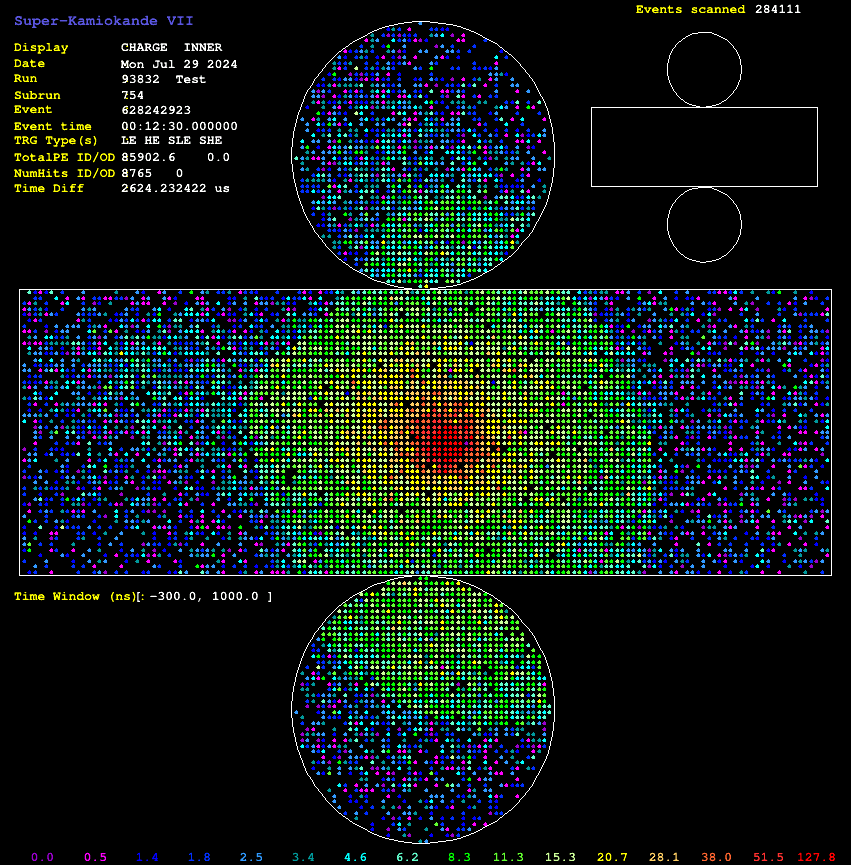 Super-Kamiokande VII
Events scanned 284111
Display CHARGE INNER
Date Mon Jul 29 2024
Run 93832 Test
Subrun 754
Event 628242923
Event time 00:12:30.000000
TRG Type(s) LE HE SLE SHE
TotalPE ID/OD 85902.6 0.0
NumHits ID/OD 8765 0
Time Diff 2624.232422 us
Time Window (ns)[: -300.0, 1000.0 ]
0.0 0.5 1.4 1.8 2.5 3.4 4.6 6.2 8.3 11.3 15.3 20.7 28.1 38.0 51.5 127.8